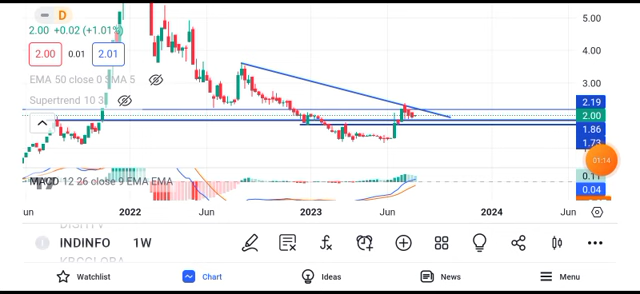 D
5.00
2.00 +0.02 (+1.01%)
4.00
2.00 0.01 2.01
EMA 50 close 0 SMA 5
3.00
Supertrend 10 3
2.19
2.00
1.86
1.73
01:14
0.11
MACD 12 26 close 9 EMA EMA
0.04
2022 Jun 2023 Jun 2024 Jun
INDINFO 1W
Watchlist Chart Ideas News Menu